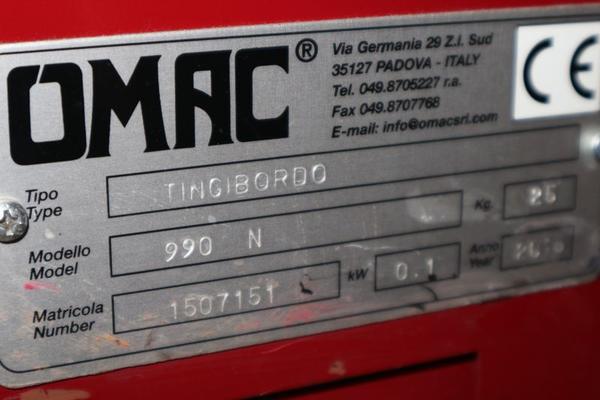 OMAC®
Via Germania 29 Z.I. Sud
35127 PADOVA - ITALY
Tel. 049.8705227 r.a.
Fax 049.8707768
E-mail: info@omacsrl.com
CE
Tipo
Type
TINGIBORDO
Modello
Model
990 N
Kg. 25
Matricola
Number
1507151
kW 0.1
Anno
Year